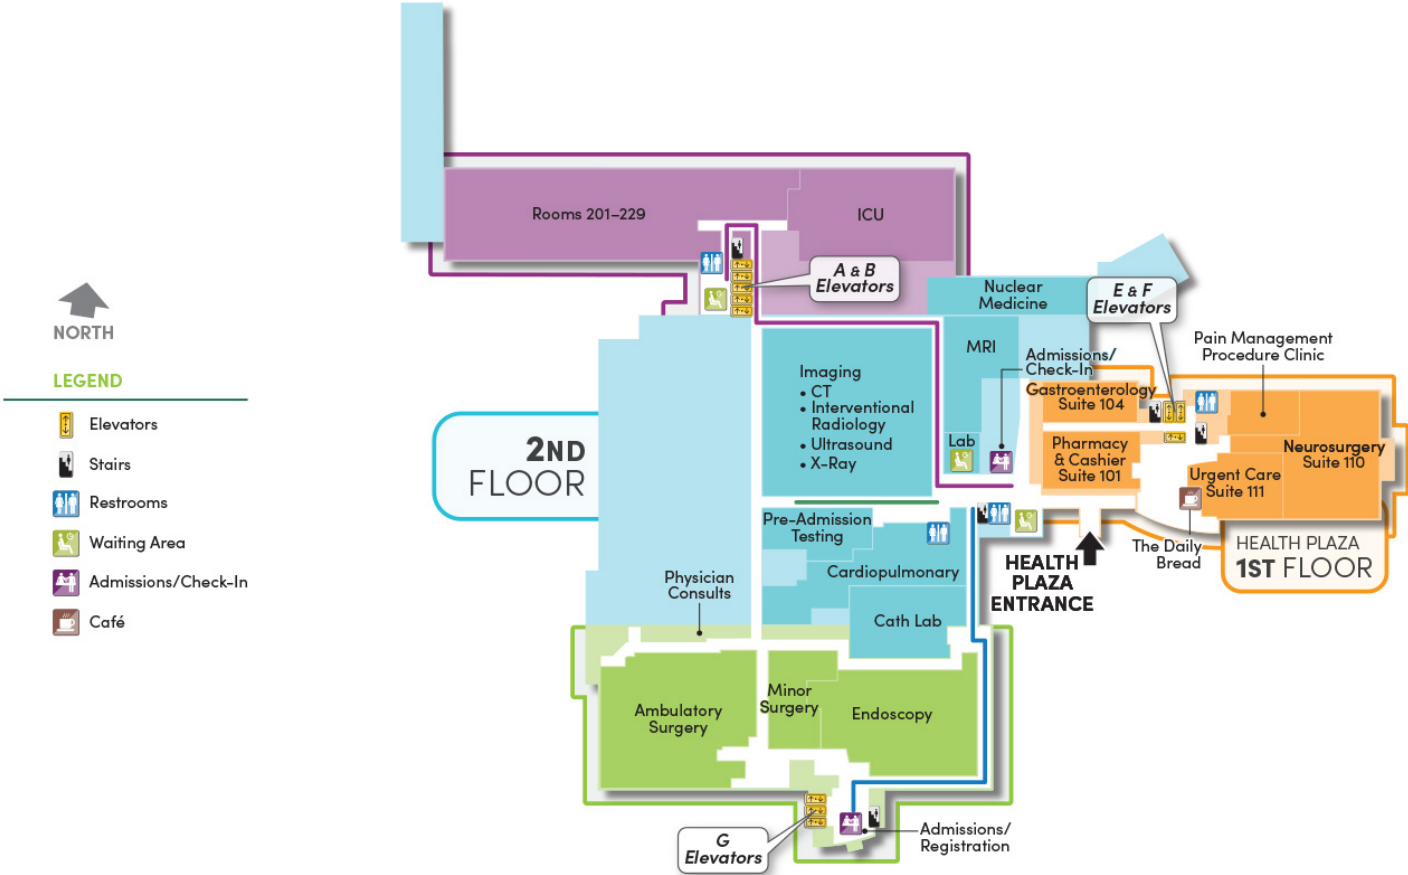 Rooms 201–229
ICU
A & B
Elevators
Nuclear
Medicine
E & F
Elevators
NORTH
LEGEND
Elevators
Stairs
Restrooms
Waiting Area
Admissions/Check-In
Café
2ND
FLOOR
Imaging
• CT
• Interventional
Radiology
• Ultrasound
• X-Ray
MRI
Lab
Admissions/
Check-In
Gastroenterology
Suite 104
Pharmacy
& Cashier
Suite 101
Pain Management
Procedure Clinic
Neurosurgery
Suite 110
Urgent Care
Suite 111
The Daily
Bread
HEALTH PLAZA
1ST FLOOR
HEALTH
PLAZA
ENTRANCE
Pre-Admission
Testing
Cardiopulmonary
Cath Lab
Physician
Consults
Ambulatory
Surgery
Minor
Surgery
Endoscopy
G
Elevators
Admissions/
Registration